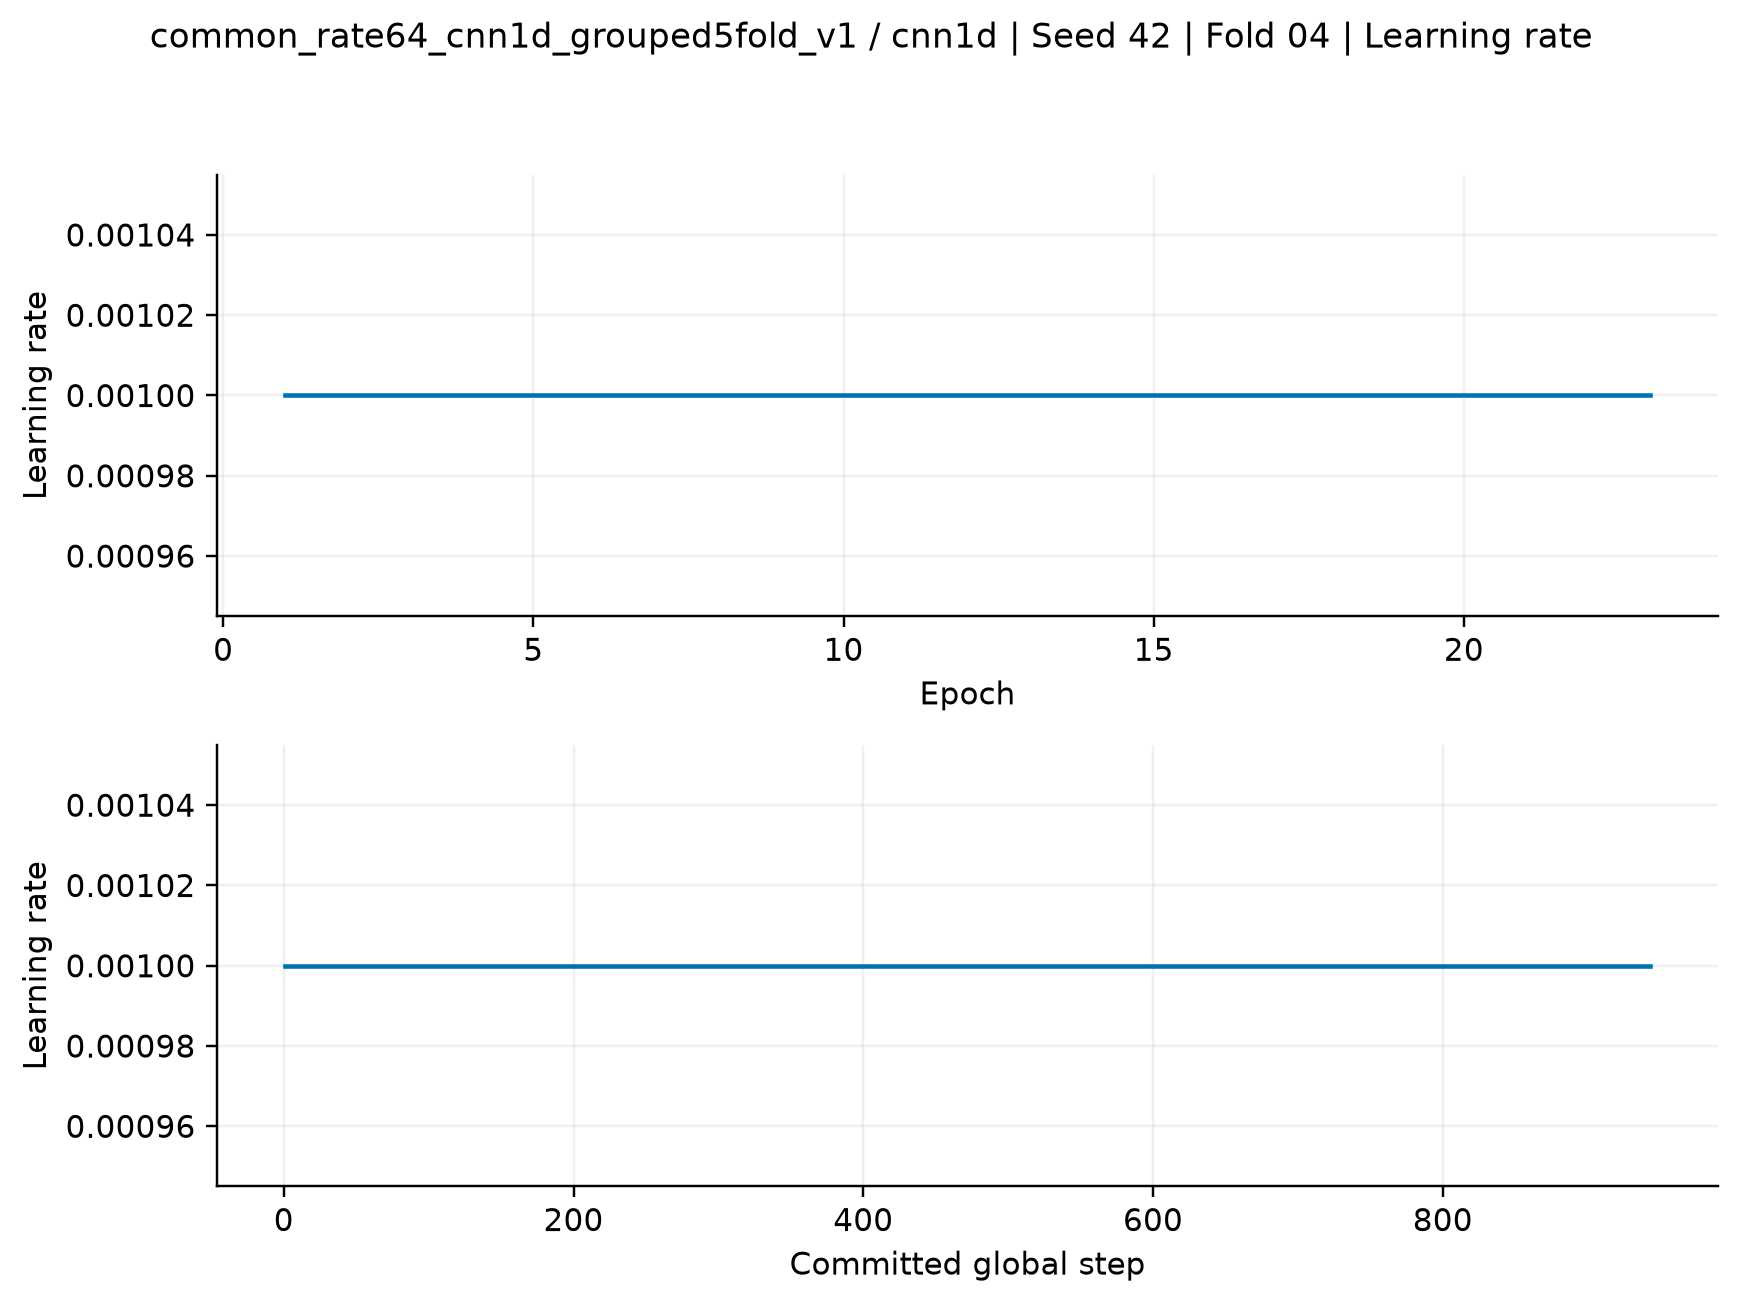 common_rate64_cnn1d_grouped5fold_v1 / cnn1d | Seed 42 | Fold 04 | Learning rate
Learning rate
0.00104
0.00102
0.00100
0.00098
0.00096
0 5 10 15 20
Epoch
Learning rate
0.00104
0.00102
0.00100
0.00098
0.00096
0 200 400 600 800
Committed global step